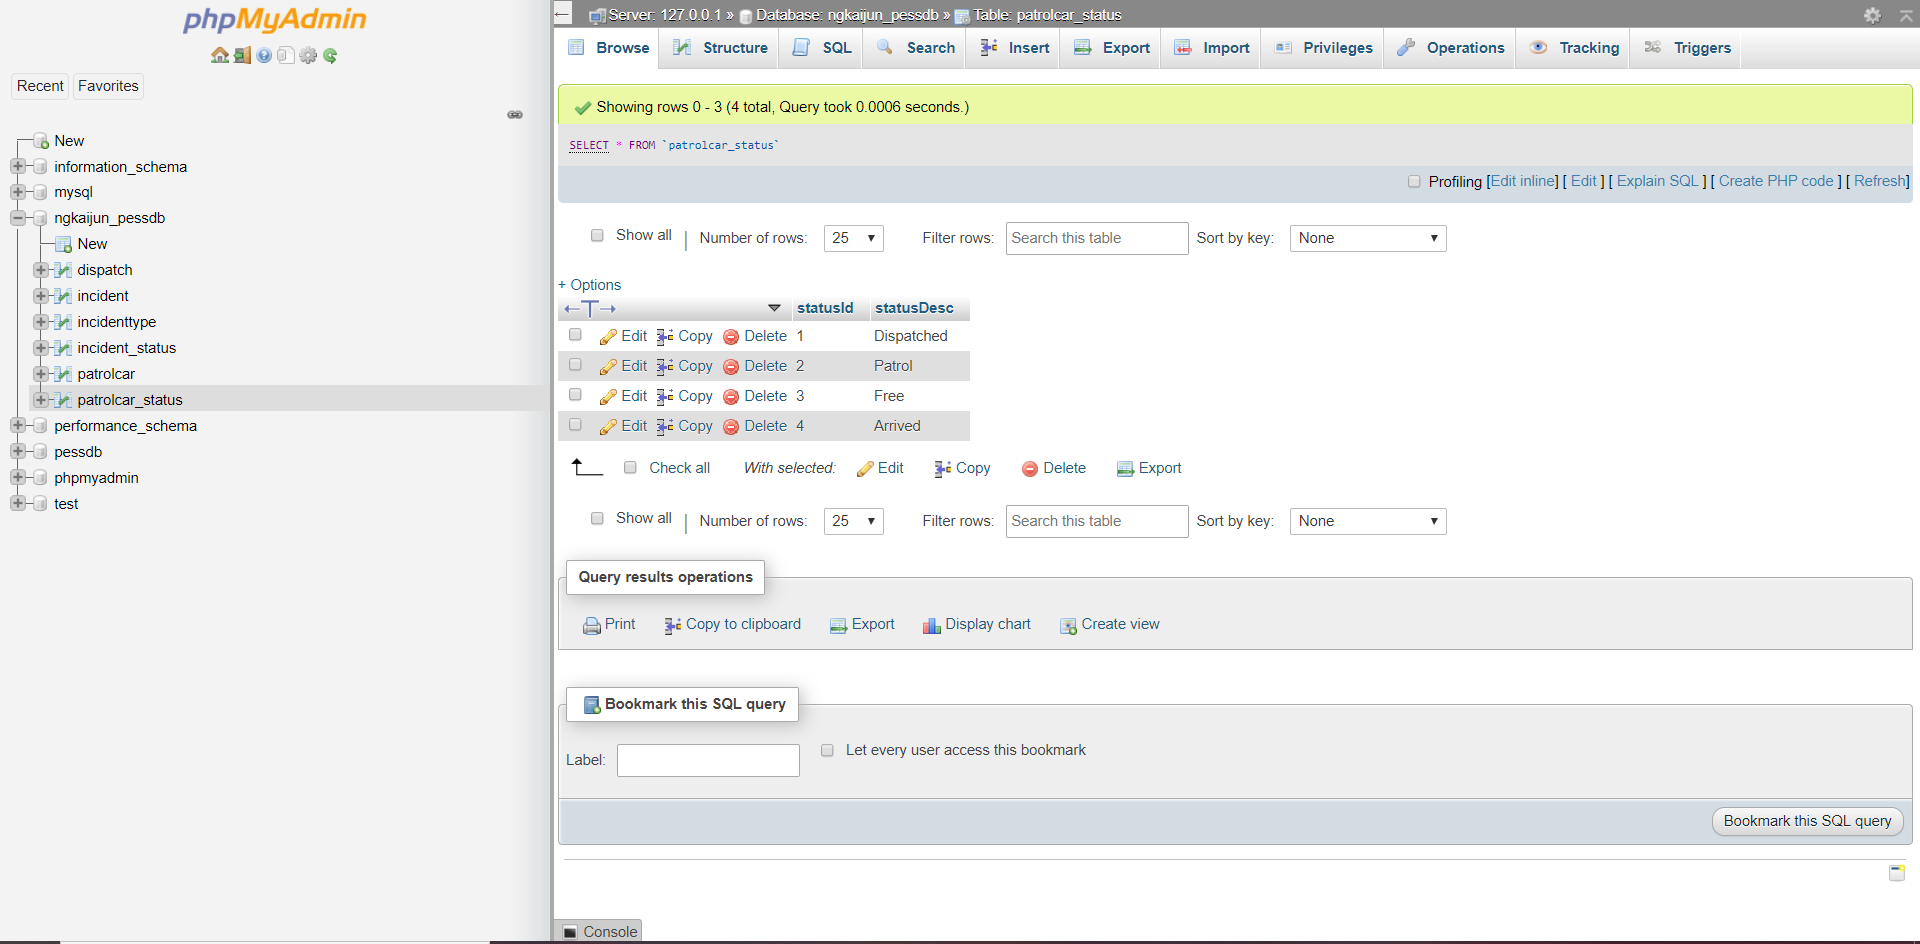 phpMyAdmin
Recent Favorites
New
information_schema
mysql
ngkaijun_pessdb
New
dispatch
incident
incidenttype
incident_status
patrolcar
patrolcar_status
performance_schema
pessdb
phpmyadmin
test
Server: 127.0.0.1 » Database: ngkaijun_pessdb » Table: patrolcar_status
Browse Structure SQL Search Insert Export Import Privileges Operations Tracking Triggers
Showing rows 0 - 3 (4 total, Query took 0.0006 seconds.)
SELECT * FROM `patrolcar_status`
Profiling [Edit inline] [ Edit ] [ Explain SQL ] [ Create PHP code ] [ Refresh]
Show all | Number of rows: 25 Filter rows: Search this table Sort by key: None
+ Options
←T→ statusId statusDesc
Edit Copy Delete 1 Dispatched
Edit Copy Delete 2 Patrol
Edit Copy Delete 3 Free
Edit Copy Delete 4 Arrived
Check all With selected: Edit Copy Delete Export
Show all | Number of rows: 25 Filter rows: Search this table Sort by key: None
Query results operations
Print Copy to clipboard Export Display chart Create view
Bookmark this SQL query
Label: Let every user access this bookmark
Bookmark this SQL query
Console